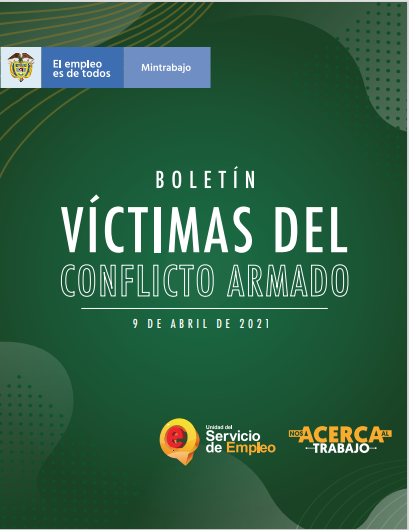 El empleo
es de todos
Mintrabajo
BOLETÍN
VÍCTIMAS DEL
CONFLICTO ARMADO
9 DE ABRIL DE 2021
e
Unidad del
Servicio
de Empleo
NOS ACERCA AL
TRABAJO